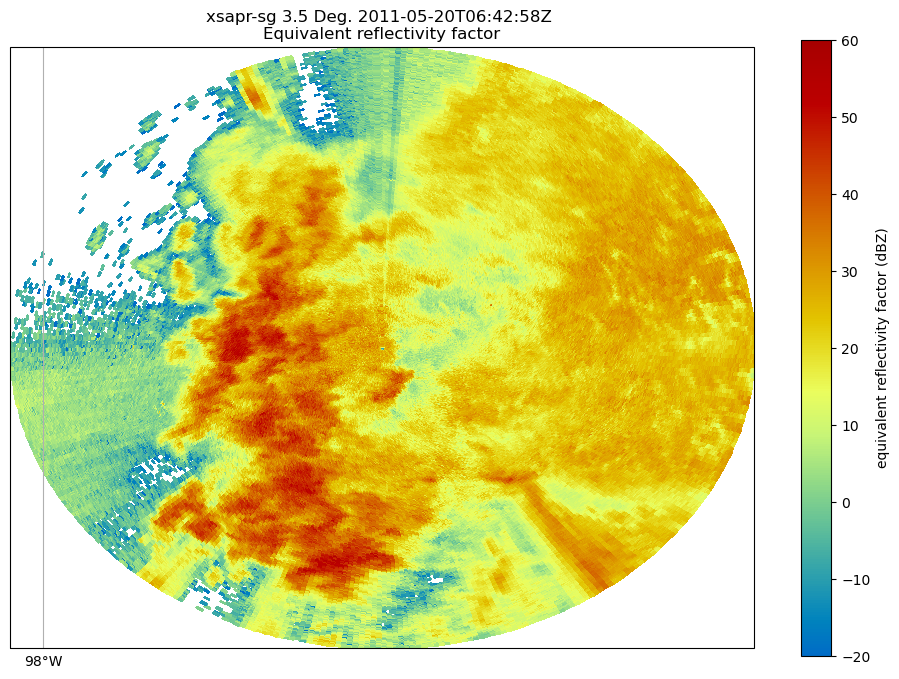 xsapr-sg 3.5 Deg. 2011-05-20T06:42:58Z
Equivalent reflectivity factor
60
50
40
30
20
10
0
−10
−20
equivalent reflectivity factor (dBZ)
98°W